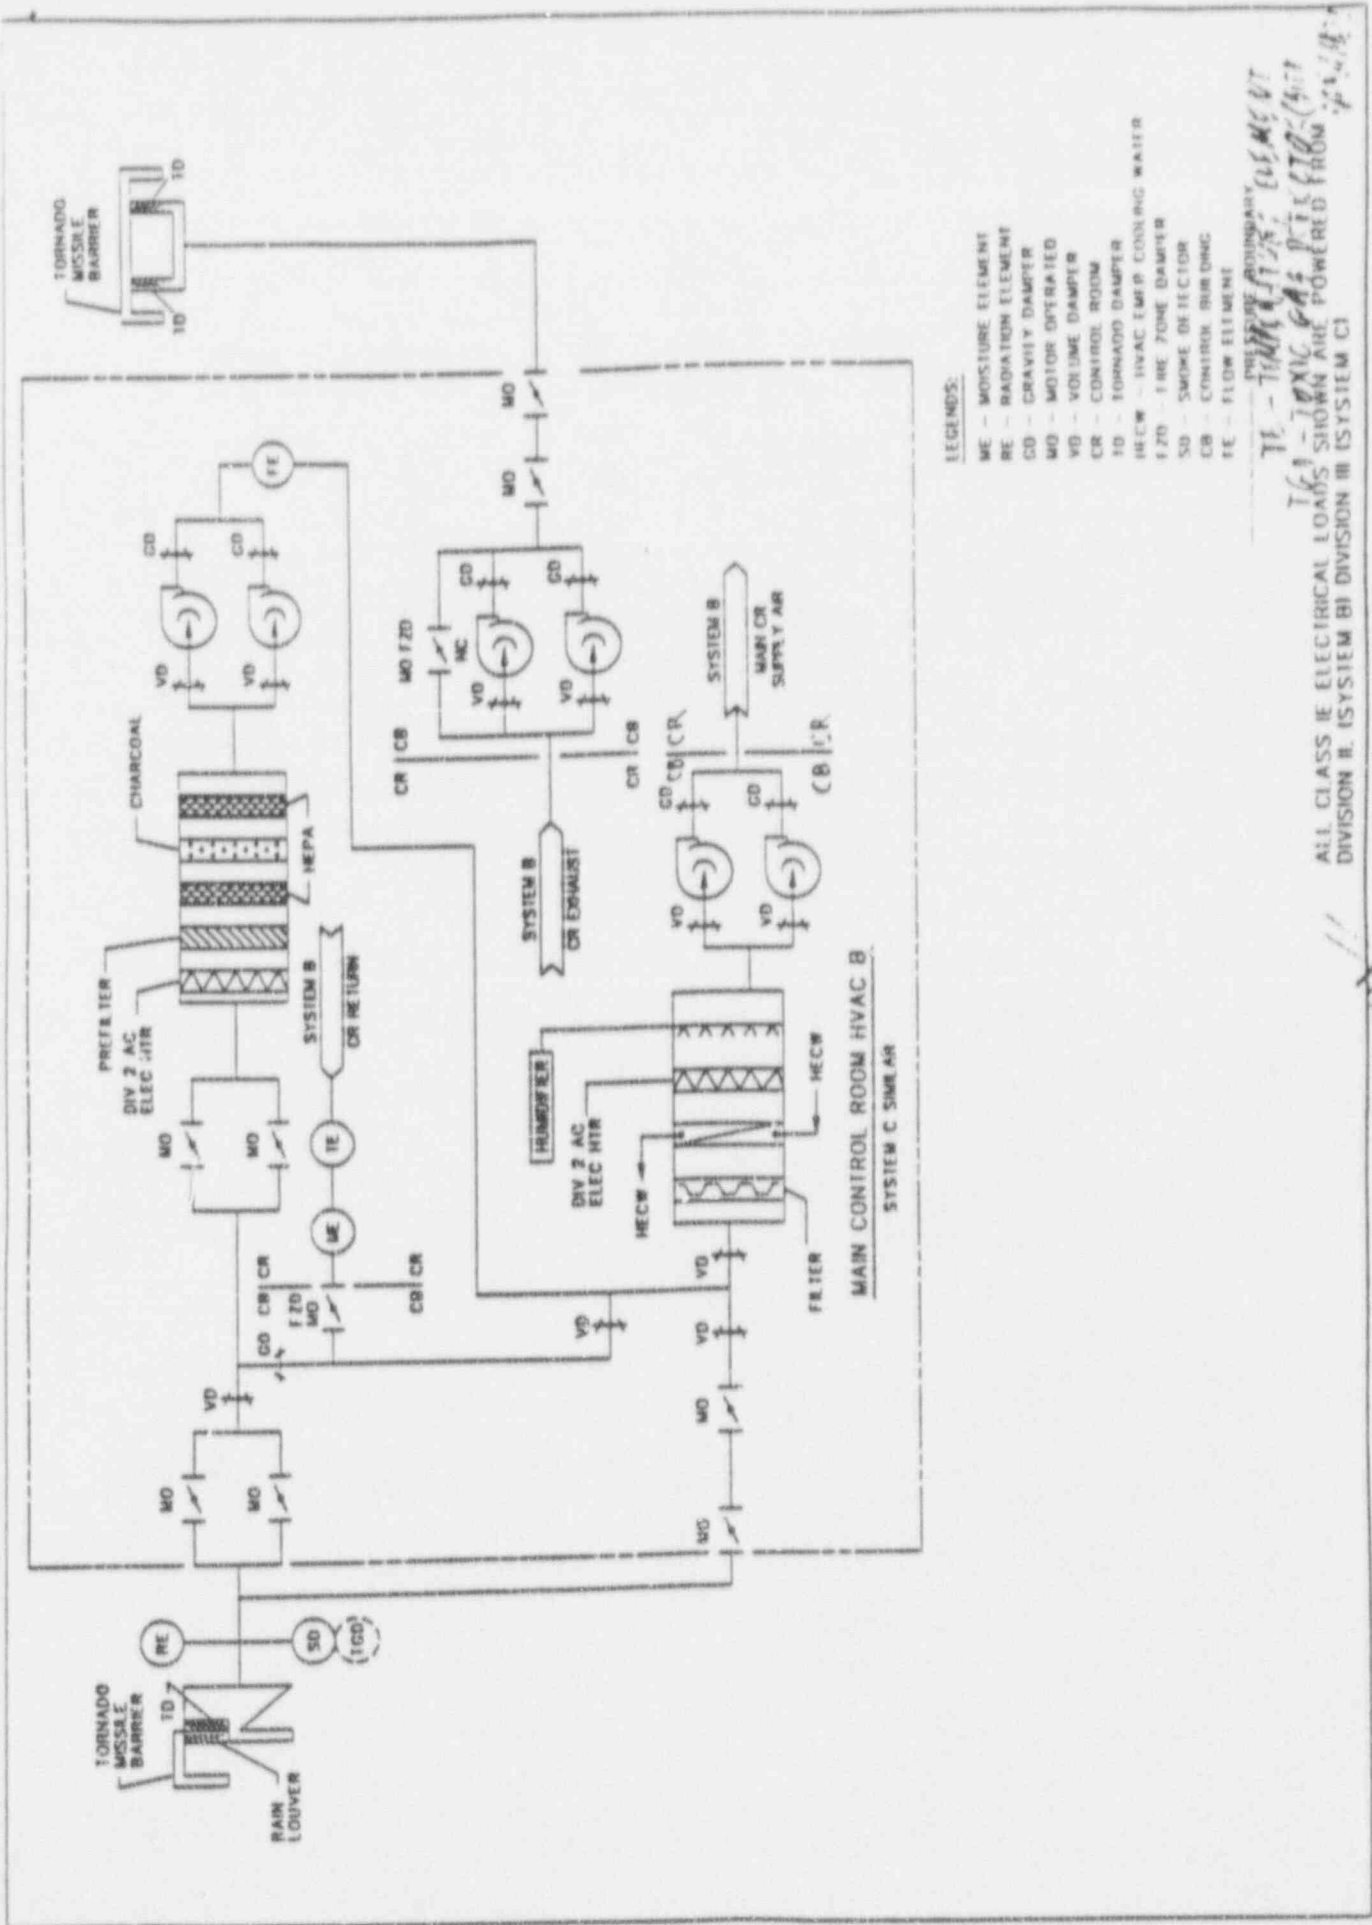 TORNADO
MISSILE
BARRIER
TD
RAIN
LOUVER
RE
SD
TGD
MO
MO
VD
GD
CB CR
FZD
MO
CB CR
ME
TE
SYSTEM B
CR RETURN
MO
MO
DIV 2 AC
ELEC HTR
PREFILTER
CHARCOAL
HEPA
VD
VD
GD
GD
FE
TORNADO
MISSILE
BARRIER
TD
TD
MO
MO
MO FZD
NC
VD
GD
VD
GD
CR CB
CR CB
SYSTEM B
CR EXHAUST
MO
MO
VD
VD
VD
FILTER
HECW
HECW
DIV 2 AC
ELEC HTR
HUMIDIFIER
VD
GD
VD
GD
CB CR
CB CR
SYSTEM B
MAIN CR
SUPPLY AIR
MAIN CONTROL ROOM HVAC B
SYSTEM C SIMILAR
LEGENDS:
ME - MOISTURE ELEMENT
RE - RADIATION ELEMENT
GD - GRAVITY DAMPER
MO - MOTOR OPERATED
VD - VOLUME DAMPER
CR - CONTROL ROOM
TD - TORNADO DAMPER
HECW - HVAC EMER COOLING WATER
FZD - FIRE ZONE DAMPER
SD - SMOKE DETECTOR
CB - CONTROL BUILDING
FE - FLOW ELEMENT
PRESSURE BOUNDARY
TE - TEMPERATURE ELEMENT
TGD - TOXIC GAS DETECTOR
ALL CLASS IE ELECTRICAL LOADS SHOWN ARE POWERED FROM
DIVISION II. (SYSTEM B) DIVISION III (SYSTEM C)